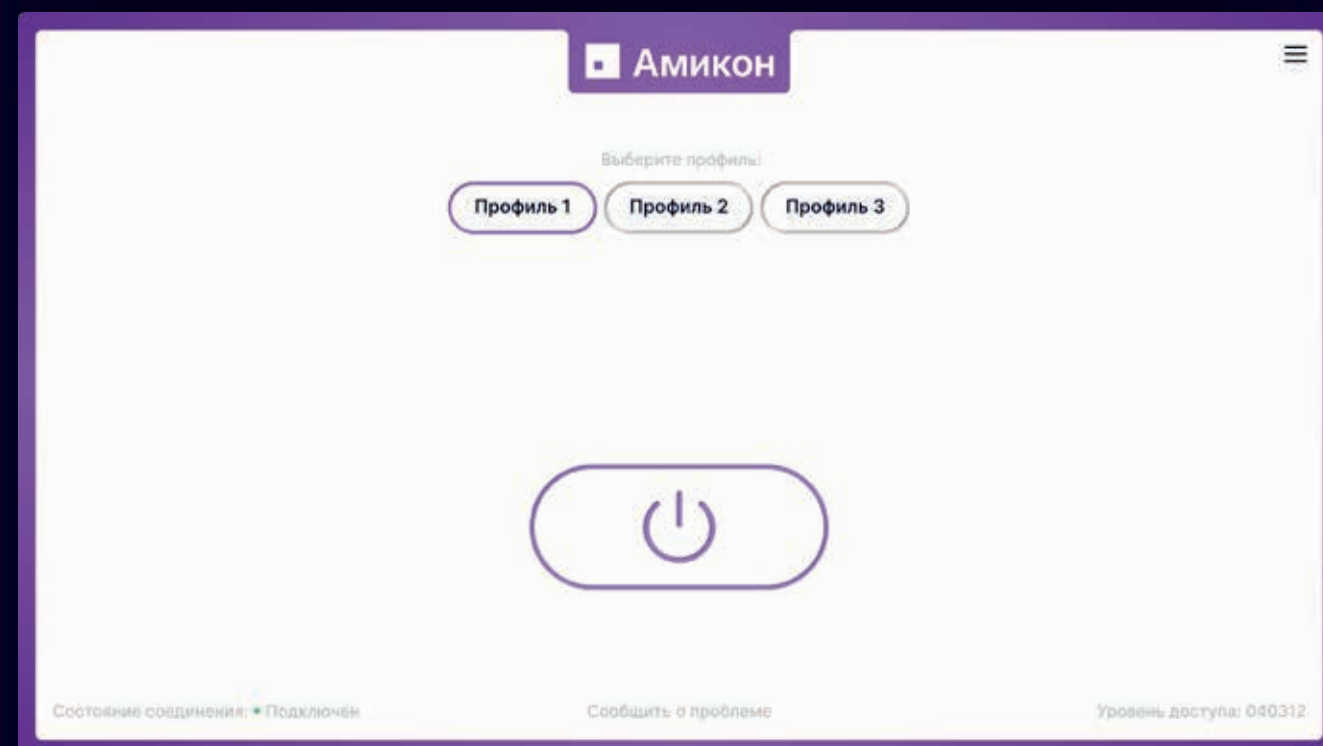 Амикон
Выберите профиль:
Профиль 1 Профиль 2 Профиль 3
Состояние соединения: • Подключен Сообщить о проблеме Уровень доступа: 040312